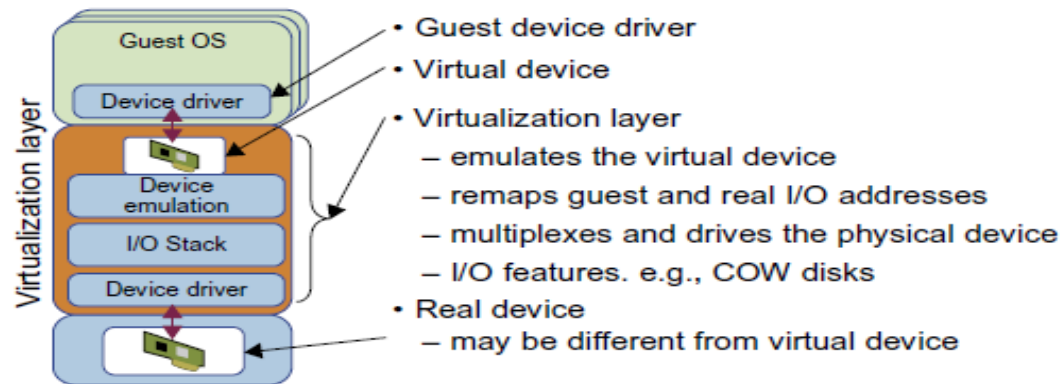 Guest OS
Device driver
Virtualization layer
Device
emulation
I/O Stack
Device driver
• Guest device driver
• Virtual device
• Virtualization layer
– emulates the virtual device
– remaps guest and real I/O addresses
– multiplexes and drives the physical device
– I/O features. e.g., COW disks
• Real device
– may be different from virtual device